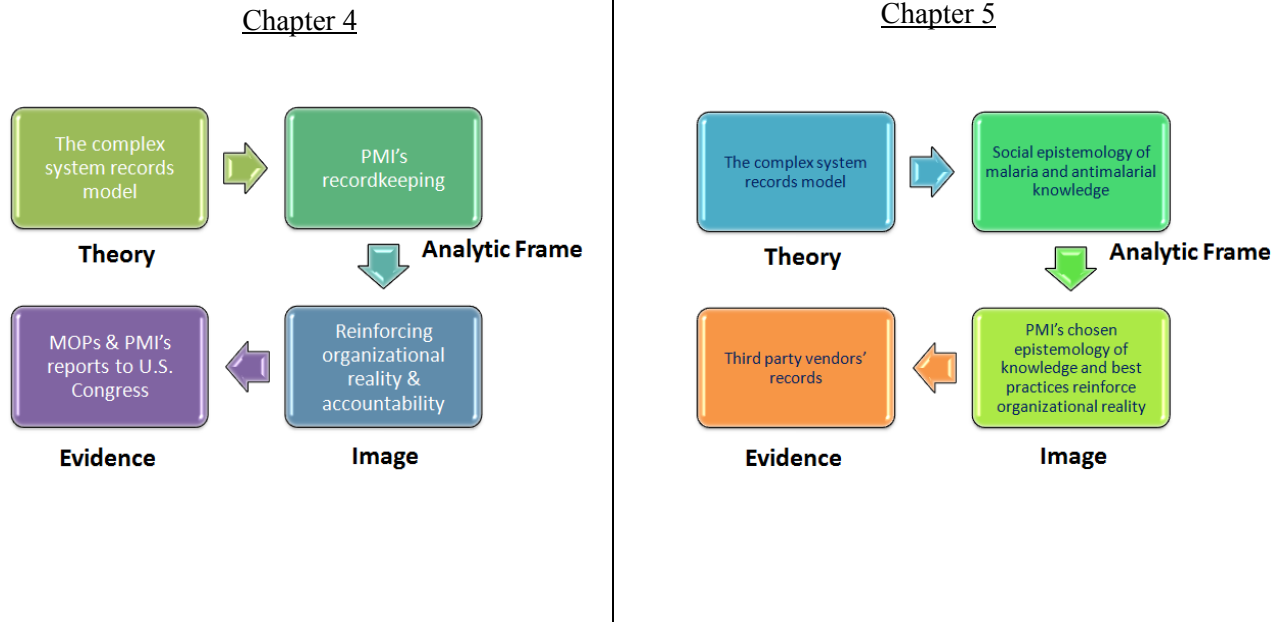 Chapter 4
The complex
system records
model
Theory
PMI's
recordkeeping
Analytic Frame
Reinforcing
organizational
reality &
accountability
Image
MOPs & PMI's
reports to U.S.
Congress
Evidence
Chapter 5
The complex system
records model
Theory
Social epistemology of
malaria and antimalarial
knowledge
Analytic Frame
PMI's chosen
epistemology of
knowledge and best
practices reinforce
organizational reality
Image
Third party vendors'
records
Evidence